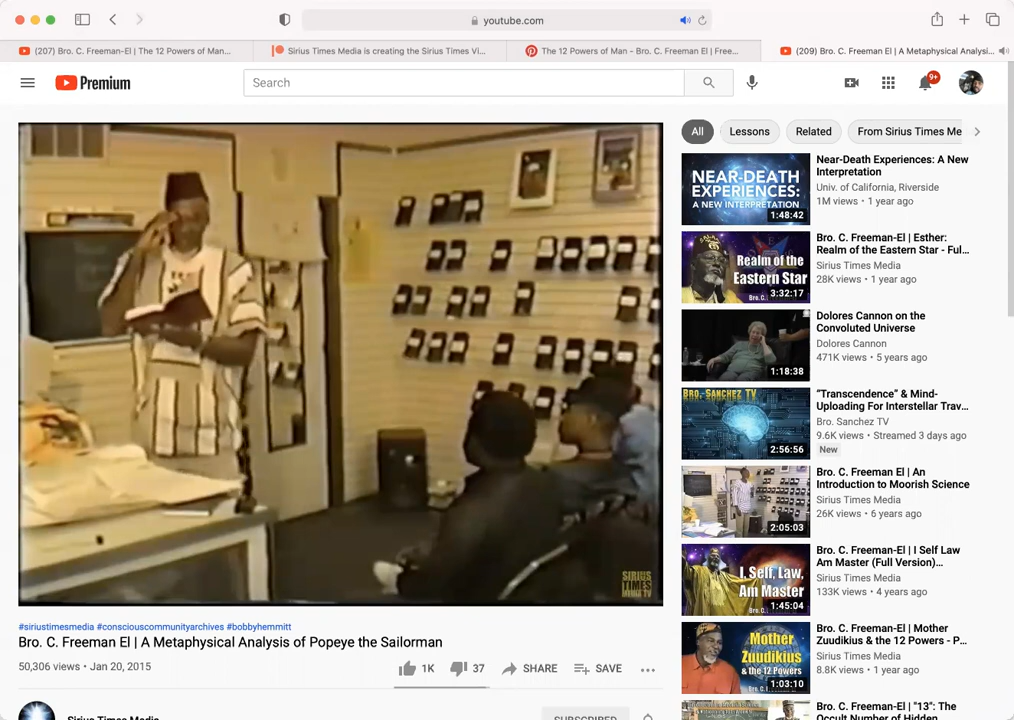 youtube.com
(207) Bro. C. Freeman-El | The 12 Powers of Man...
Sirius Times Media is creating the Sirius Times Vi...
The 12 Powers of Man - Bro. C. Freeman El | Free...
(209) Bro. C. Freeman El | A Metaphysical Analysi...
Premium
Search
9+
All
Lessons
Related
From Sirius Times Me
NEAR-DEATH
EXPERIENCES:
A NEW INTERPRETATION
1:48:42
Near-Death Experiences: A New
Interpretation
Univ. of California, Riverside
1M views • 1 year ago
Realm of the
Eastern Star
3:32:17
Bro. C. Freeman-El | Esther:
Realm of the Eastern Star - Ful...
Sirius Times Media
28K views • 1 year ago
1:18:38
Dolores Cannon on the
Convoluted Universe
Dolores Cannon
471K views • 5 years ago
BRO. SANCHEZ TV
2:56:56
“Transcendence” & Mind-
Uploading For Interstellar Trav...
Bro. Sanchez TV
9.6K views • Streamed 3 days ago
New
2:05:03
Bro. C. Freeman El | An
Introduction to Moorish Science
Sirius Times Media
26K views • 6 years ago
I, Self, Law,
Am Master
1:45:04
Bro. C. Freeman-El | I Self Law
Am Master (Full Version)...
Sirius Times Media
133K views • 4 years ago
Mother
Zuudikius
& the 12 Powers
1:03:10
Bro. C. Freeman-El | Mother
Zuudikius & the 12 Powers - P...
Sirius Times Media
8.8K views • 1 year ago
Bro. C. Freeman El | "13": The
Occult Number of Hidden
SIRIUS
TIMES
MEDIA TV
#siriustimesmedia #consciouscommunityarchives #bobbyhemmitt
Bro. C. Freeman El | A Metaphysical Analysis of Popeye the Sailorman
50,306 views • Jan 20, 2015
1K
37
SHARE
SAVE
Sirius Times Media
SUBSCRIBED